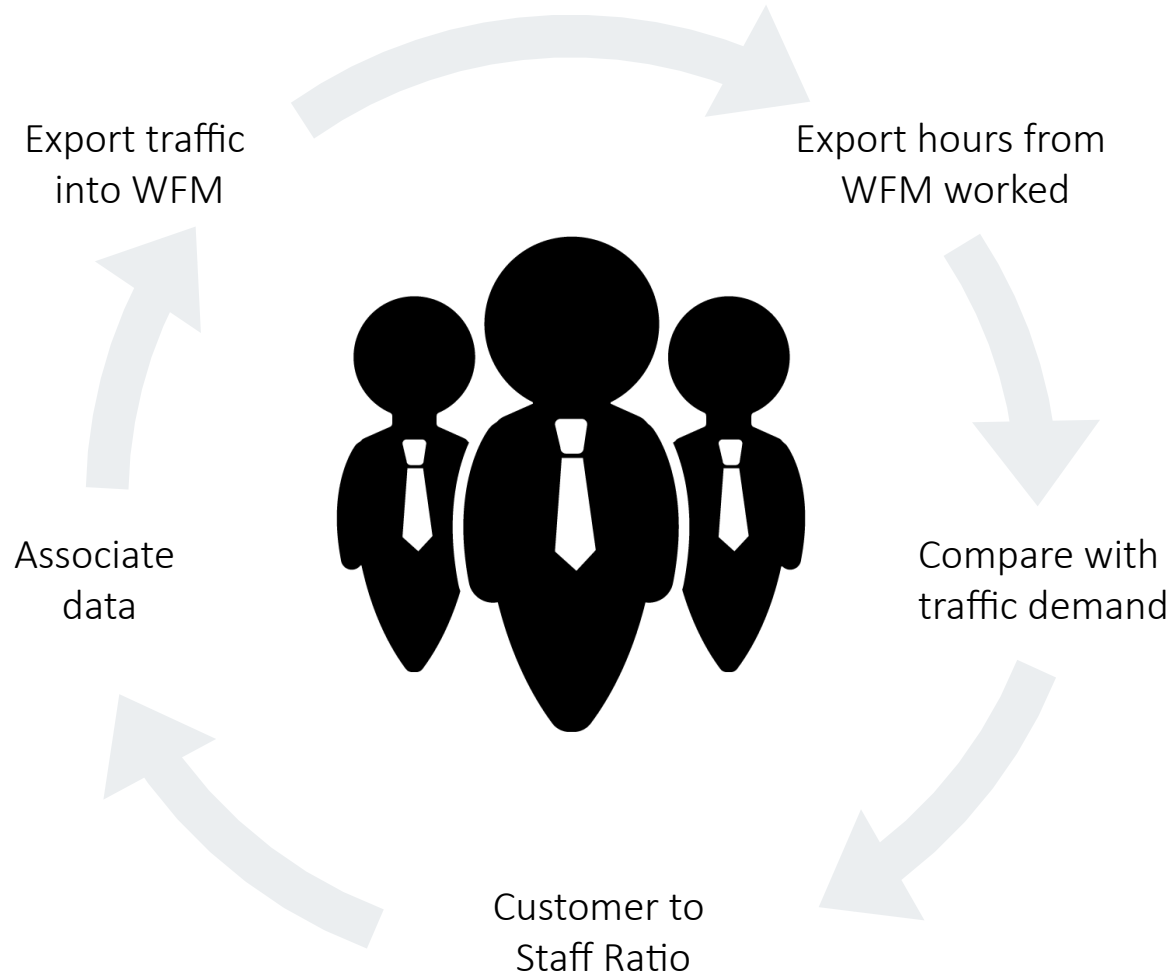 Export traffic
into WFM
Export hours from
WFM worked
Compare with
traffic demand
Customer to
Staff Ratio
Associate
data